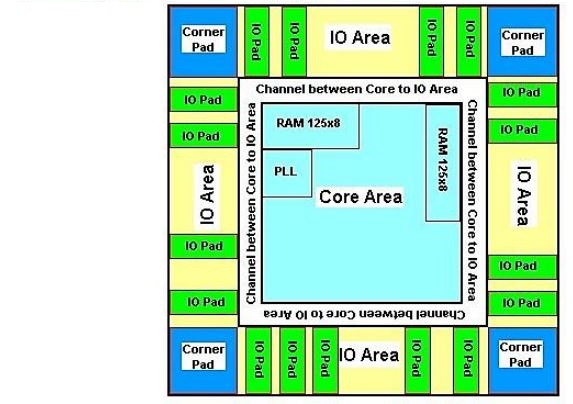 Corner
Pad
IO Pad
IO Pad
IO Area
IO Pad
IO Pad
Corner
Pad
Channel between Core to IO Area
IO Pad
IO Pad
IO Area
IO Pad
IO Pad
Channel between Core to IO Area
RAM 125x8
PLL
Core Area
RAM 125x8
Channel between Core to IO Area
IO Pad
IO Pad
IO Area
IO Pad
IO Pad
Channel between Core to IO Area
Corner
Pad
IO Pad
IO Pad
IO Pad
IO Area
IO Pad
IO Pad
Corner
Pad